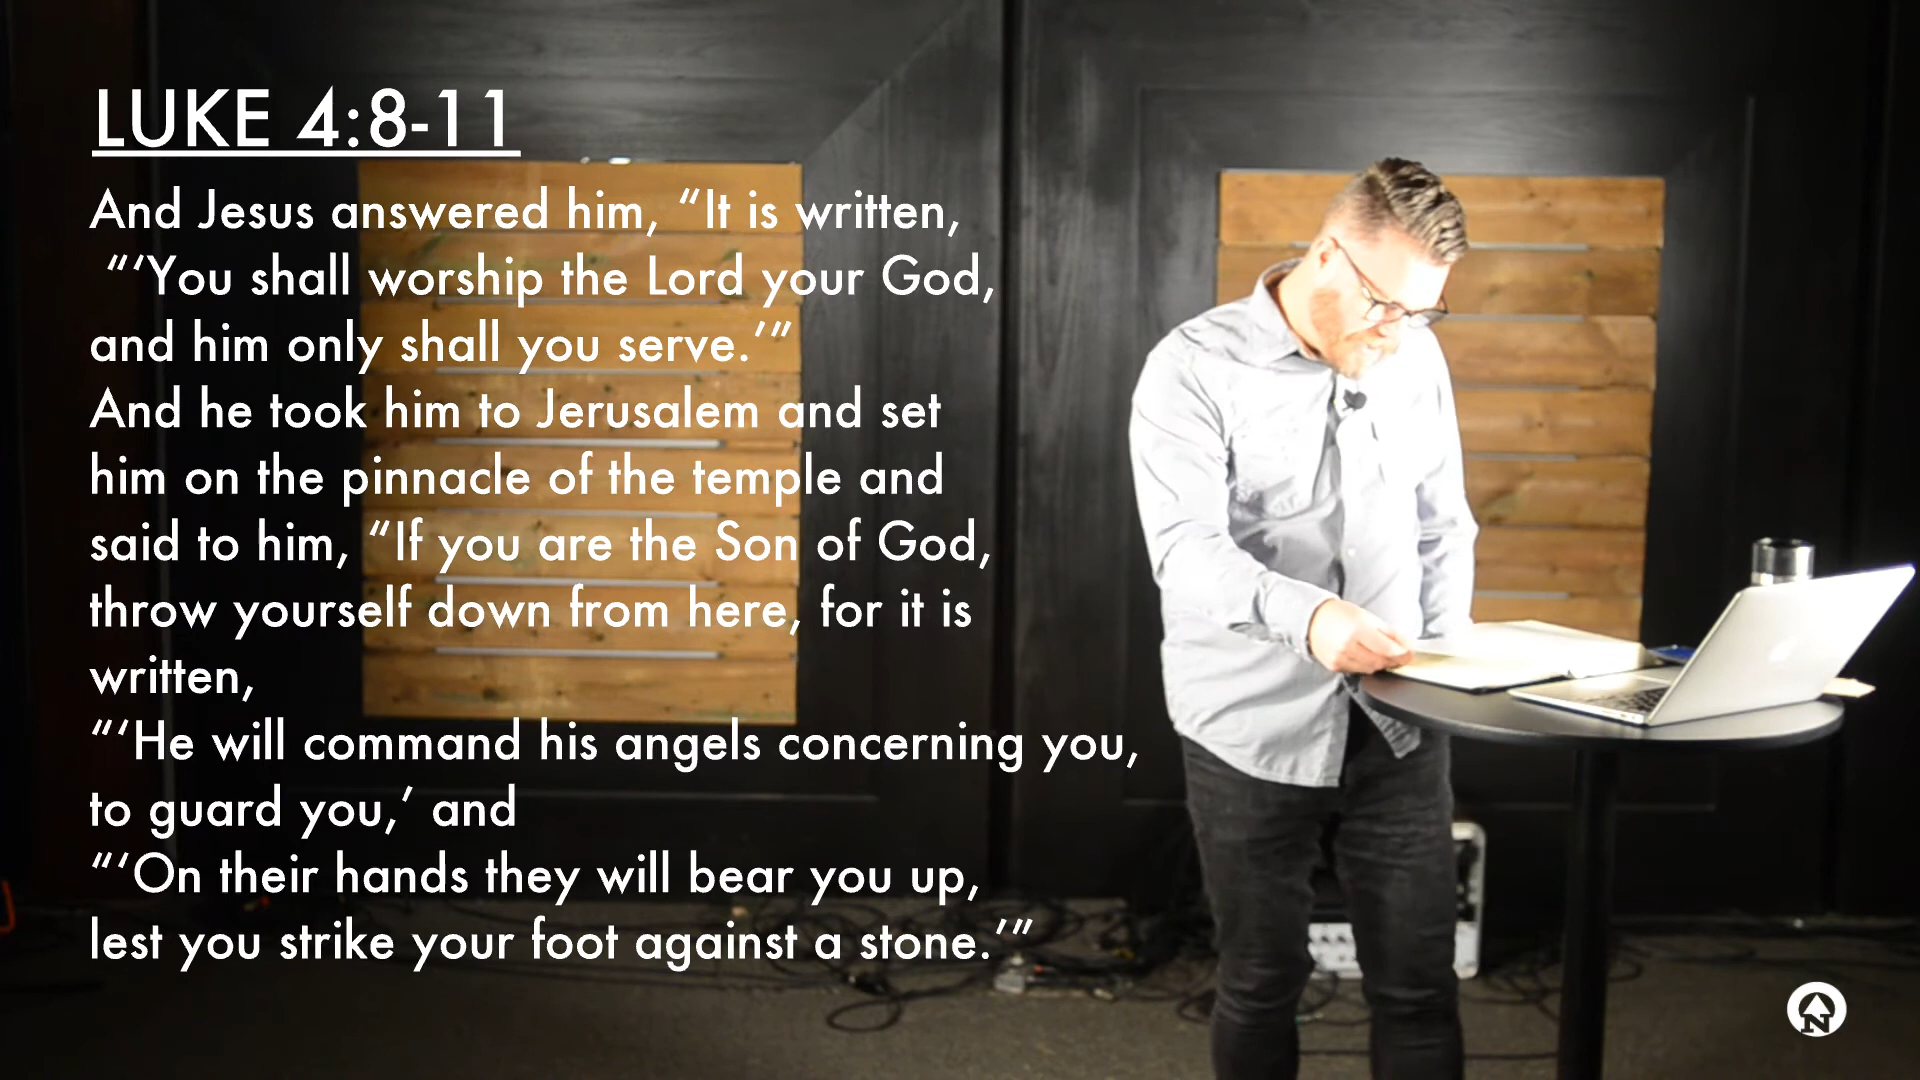 LUKE 4:8-11
And Jesus answered him, “It is written,
“‘You shall worship the Lord your God,
and him only shall you serve.’”
And he took him to Jerusalem and set
him on the pinnacle of the temple and
said to him, “If you are the Son of God,
throw yourself down from here, for it is
written,
“‘He will command his angels concerning you,
to guard you,’ and
“‘On their hands they will bear you up,
lest you strike your foot against a stone.’”
N